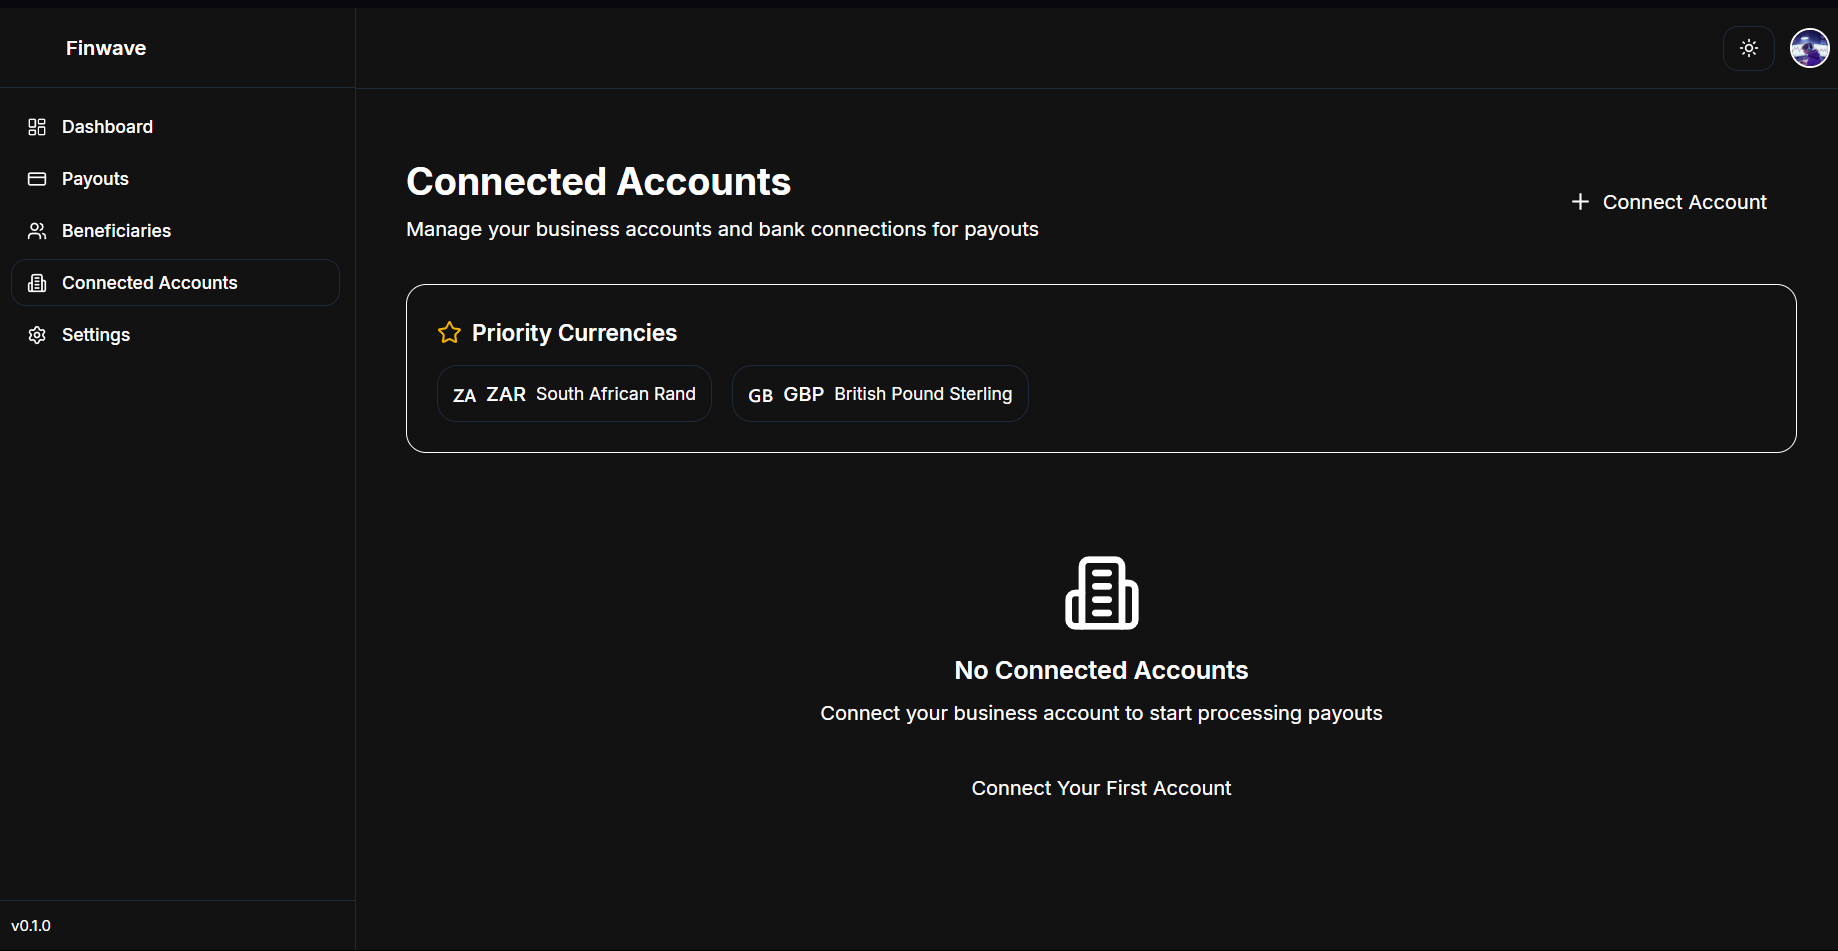 Finwave
Dashboard
Payouts
Beneficiaries
Connected Accounts
Settings
v0.1.0
Connected Accounts
Manage your business accounts and bank connections for payouts
Connect Account
Priority Currencies
ZA ZAR South African Rand
GB GBP British Pound Sterling
No Connected Accounts
Connect your business account to start processing payouts
Connect Your First Account